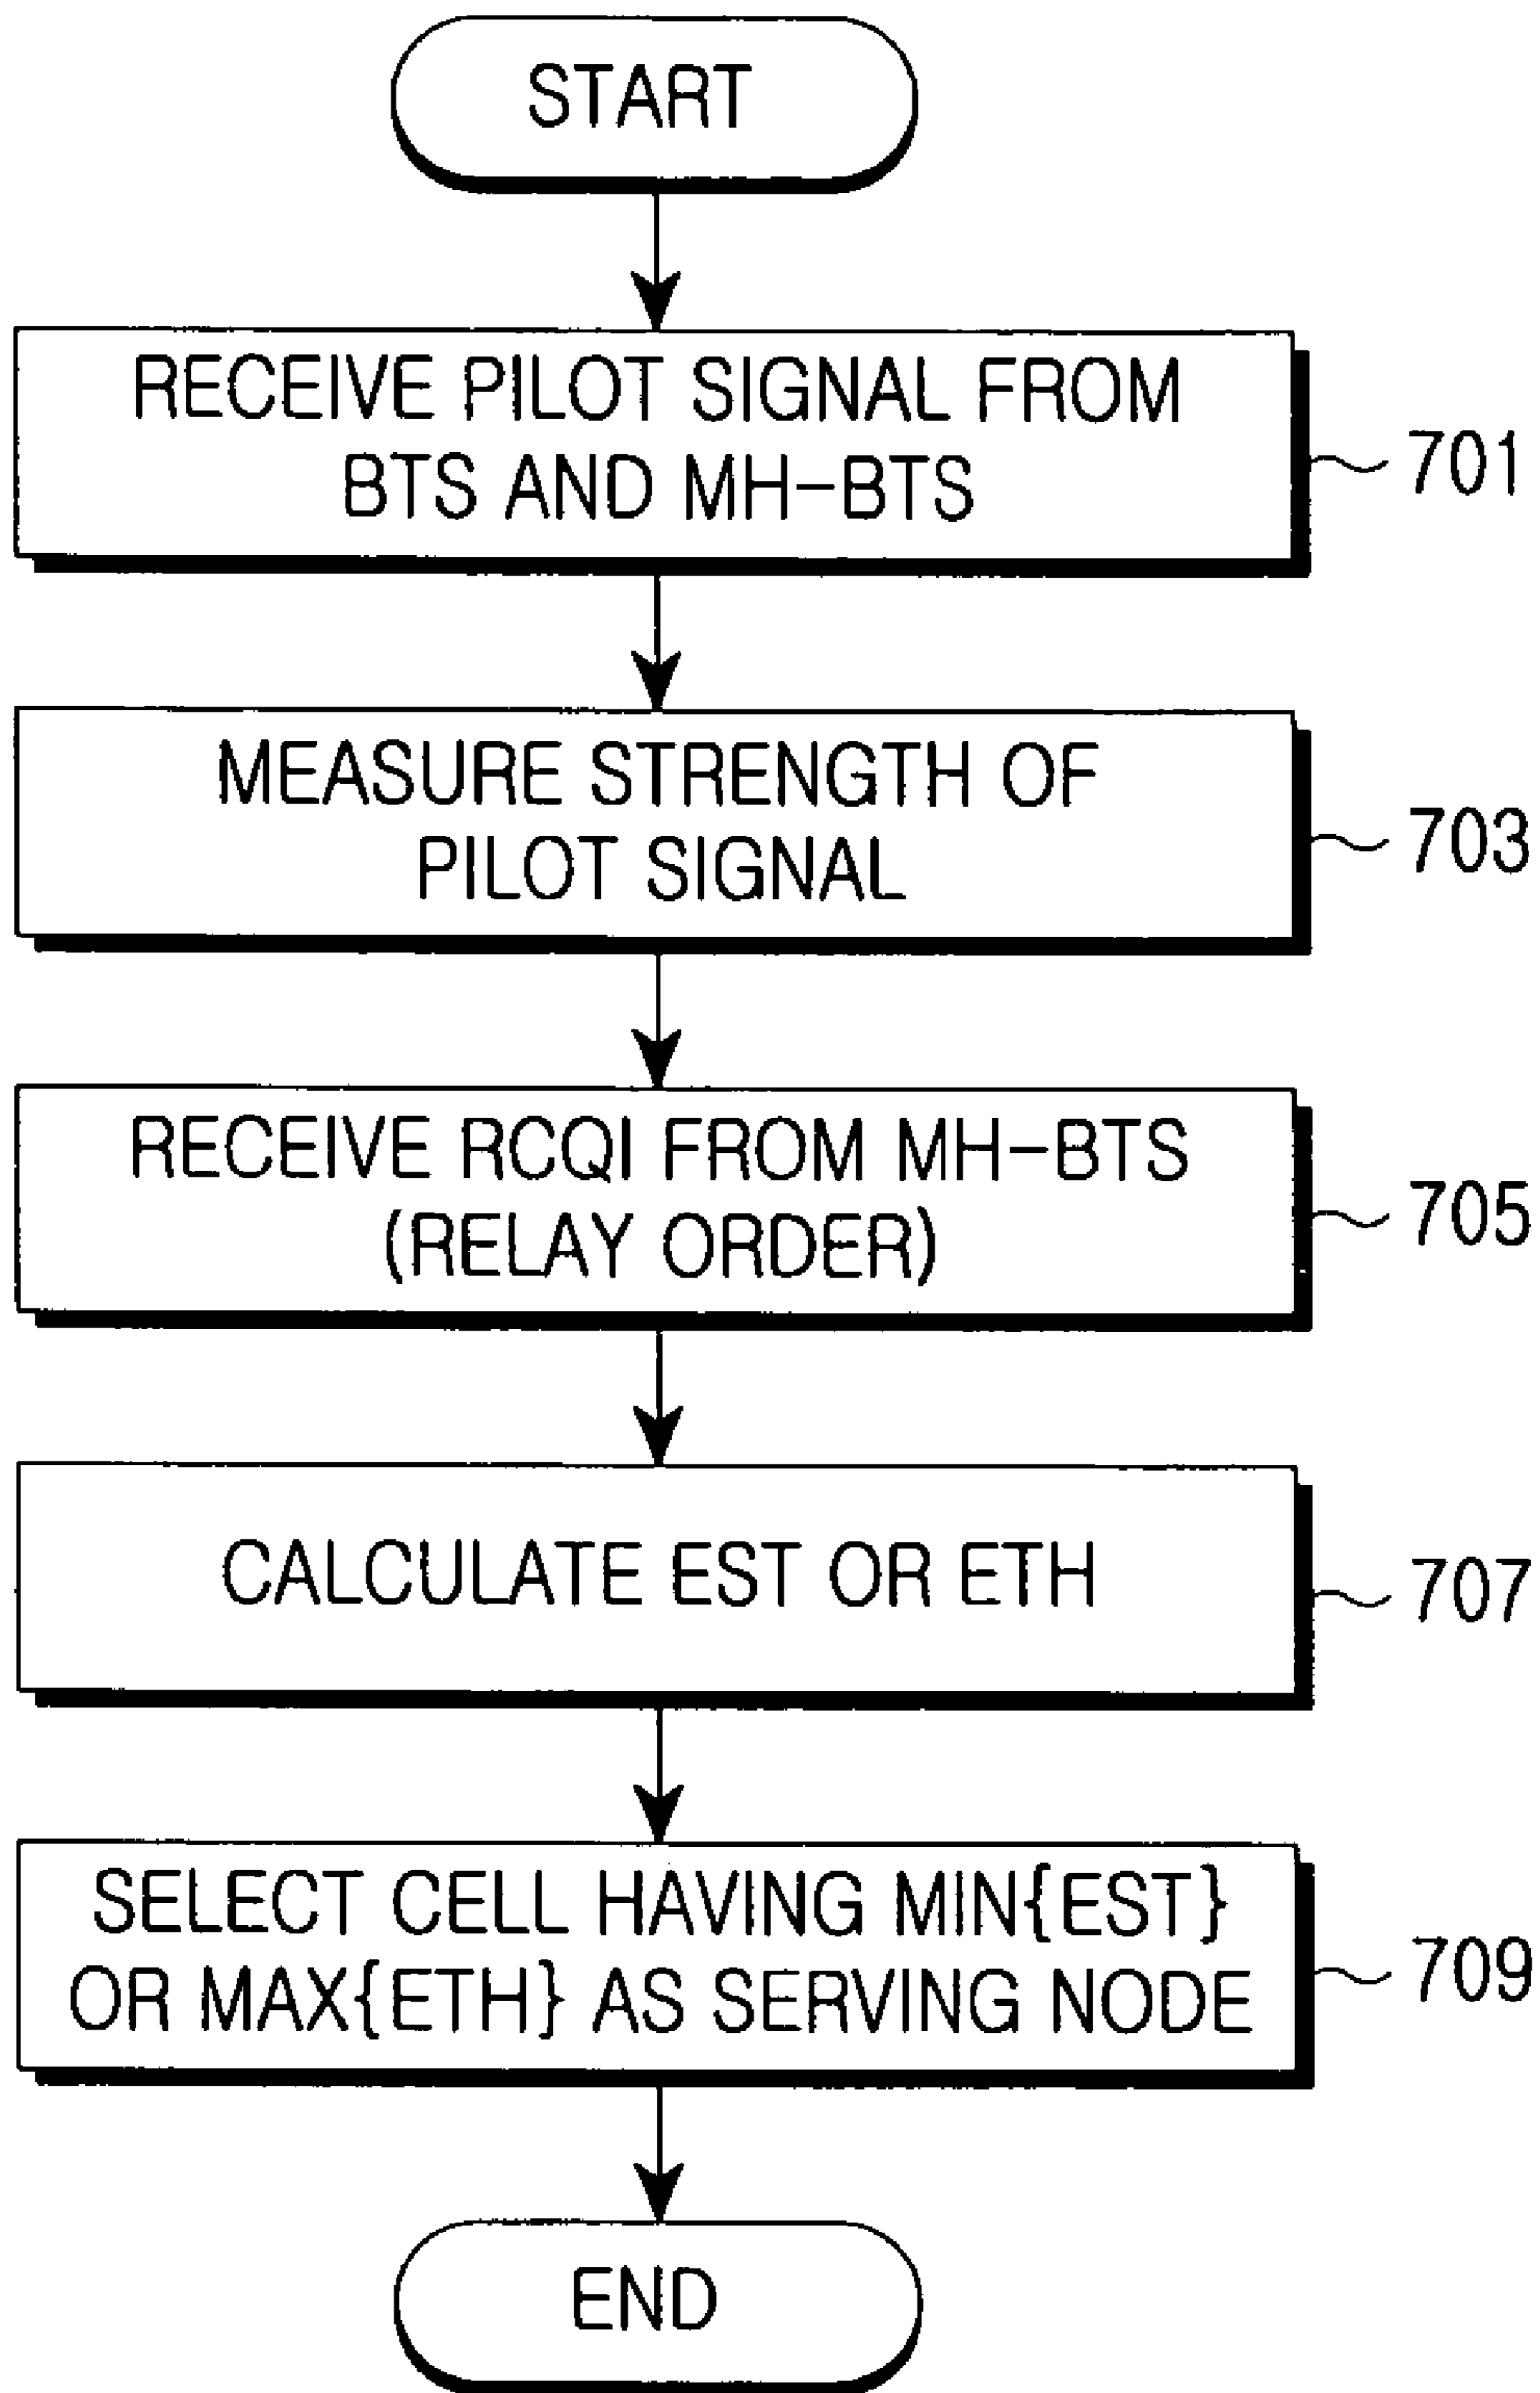 START
RECEIVE PILOT SIGNAL FROM
BTS AND MH-BTS
701
MEASURE STRENGTH OF
PILOT SIGNAL
703
RECEIVE RCQI FROM MH-BTS
(RELAY ORDER)
705
CALCULATE EST OR ETH
707
SELECT CELL HAVING MIN{EST}
OR MAX{ETH} AS SERVING NODE
709
END